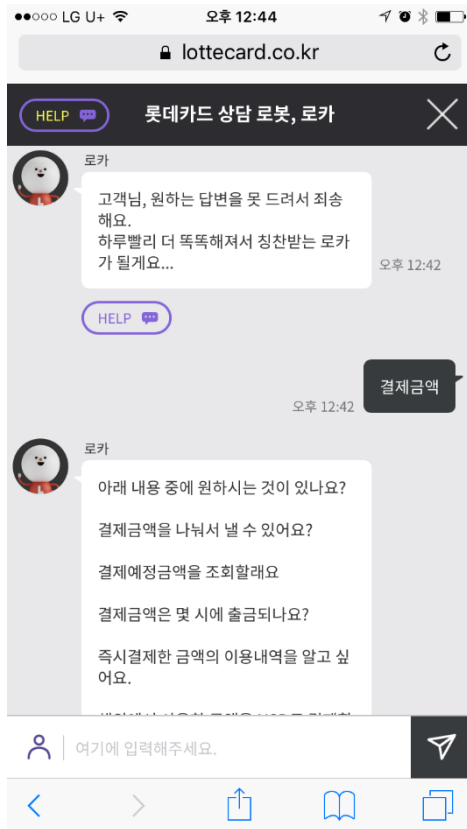 LG U+ 오후 12:44
lottecard.co.kr
HELP 롯데카드 상담 로봇, 로카
로카
고객님, 원하는 답변을 못 드려서 죄송
해요.
하루빨리 더 똑똑해져서 칭찬받는 로카
가 될게요...
오후 12:42
HELP
결제금액
오후 12:42
로카
아래 내용 중에 원하시는 것이 있나요?
결제금액을 나눠서 낼 수 있어요?
결제예정금액을 조회할래요
결제금액은 몇 시에 출금되나요?
즉시결제한 금액의 이용내역을 알고 싶
어요.
여기에 입력해주세요.